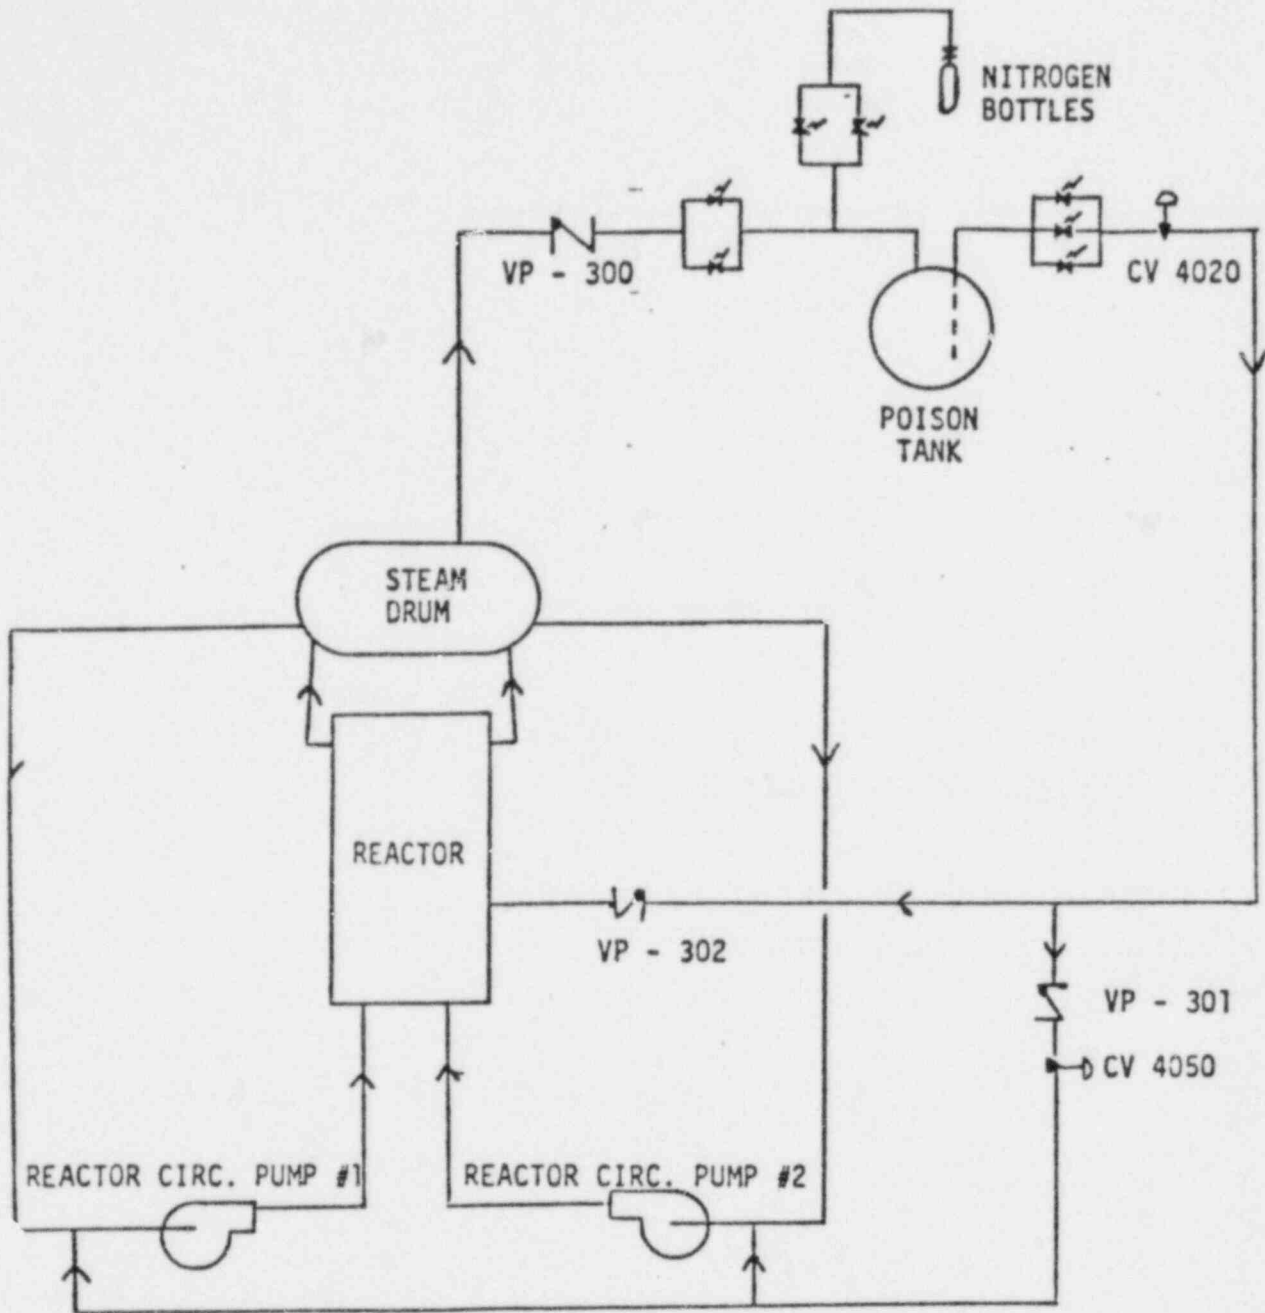 NITROGEN
BOTTLES
VP - 300
CV 4020
POISON
TANK
STEAM
DRUM
REACTOR
VP - 302
VP - 301
CV 4050
REACTOR CIRC. PUMP #1
REACTOR CIRC. PUMP #2